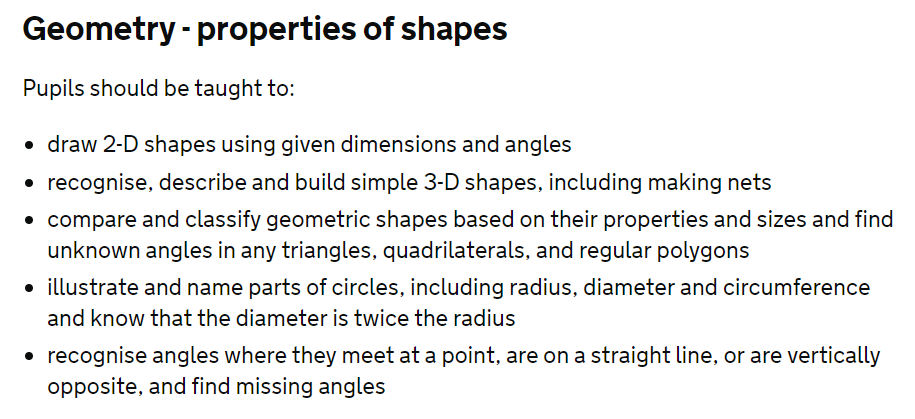 Geometry - properties of shapes
Pupils should be taught to:
• draw 2-D shapes using given dimensions and angles
• recognise, describe and build simple 3-D shapes, including making nets
• compare and classify geometric shapes based on their properties and sizes and find
unknown angles in any triangles, quadrilaterals, and regular polygons
• illustrate and name parts of circles, including radius, diameter and circumference
and know that the diameter is twice the radius
• recognise angles where they meet at a point, are on a straight line, or are vertically
opposite, and find missing angles